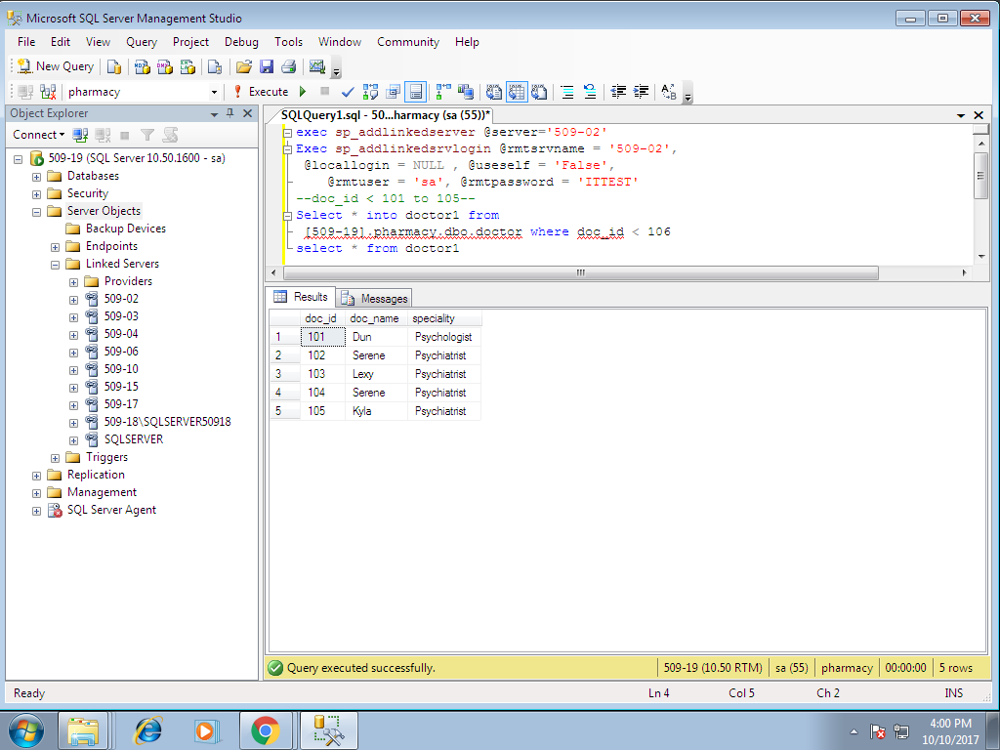 Microsoft SQL Server Management Studio
File Edit View Query Project Debug Tools Window Community Help
New Query
pharmacy Execute
Object Explorer
Connect
509-19 (SQL Server 10.50.1600 - sa)
Databases
Security
Server Objects
Backup Devices
Endpoints
Linked Servers
Providers
509-02
509-03
509-04
509-06
509-10
509-15
509-17
509-18\SQLSERVER50918
SQLSERVER
Triggers
Replication
Management
SQL Server Agent
SQLQuery1.sql - 50...harmacy (sa (55))*
exec sp_addlinkedserver @server='509-02'
Exec sp_addlinkedsrvlogin @rmtsrvname = '509-02',
@locallogin = NULL , @useself = 'False',
@rmtuser = 'sa', @rmtpassword = 'ITTEST'
--doc_id < 101 to 105--
Select * into doctor1 from
[509-19].pharmacy.dbo.doctor where doc_id < 106
select * from doctor1
Results Messages
doc_id doc_name speciality
1 101 Dun Psychologist
2 102 Serene Psychiatrist
3 103 Lexy Psychiatrist
4 104 Serene Psychiatrist
5 105 Kyla Psychiatrist
Query executed successfully. 509-19 (10.50 RTM) sa (55) pharmacy 00:00:00 5 rows
Ready Ln 4 Col 5 Ch 2 INS
4:00 PM
10/10/2017